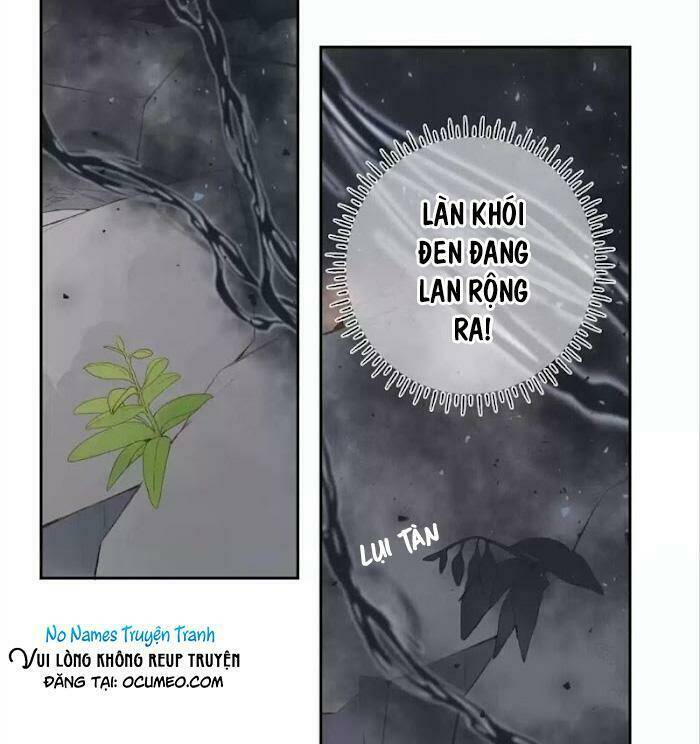 LÀN KHÓI
ĐEN ĐANG
LAN RỘNG
RA!
LỤI TÀN
No Names Truyện Tranh
VUI LÒNG KHÔNG REUP TRUYỆN
ĐĂNG TẠI: OCUMEO.COM